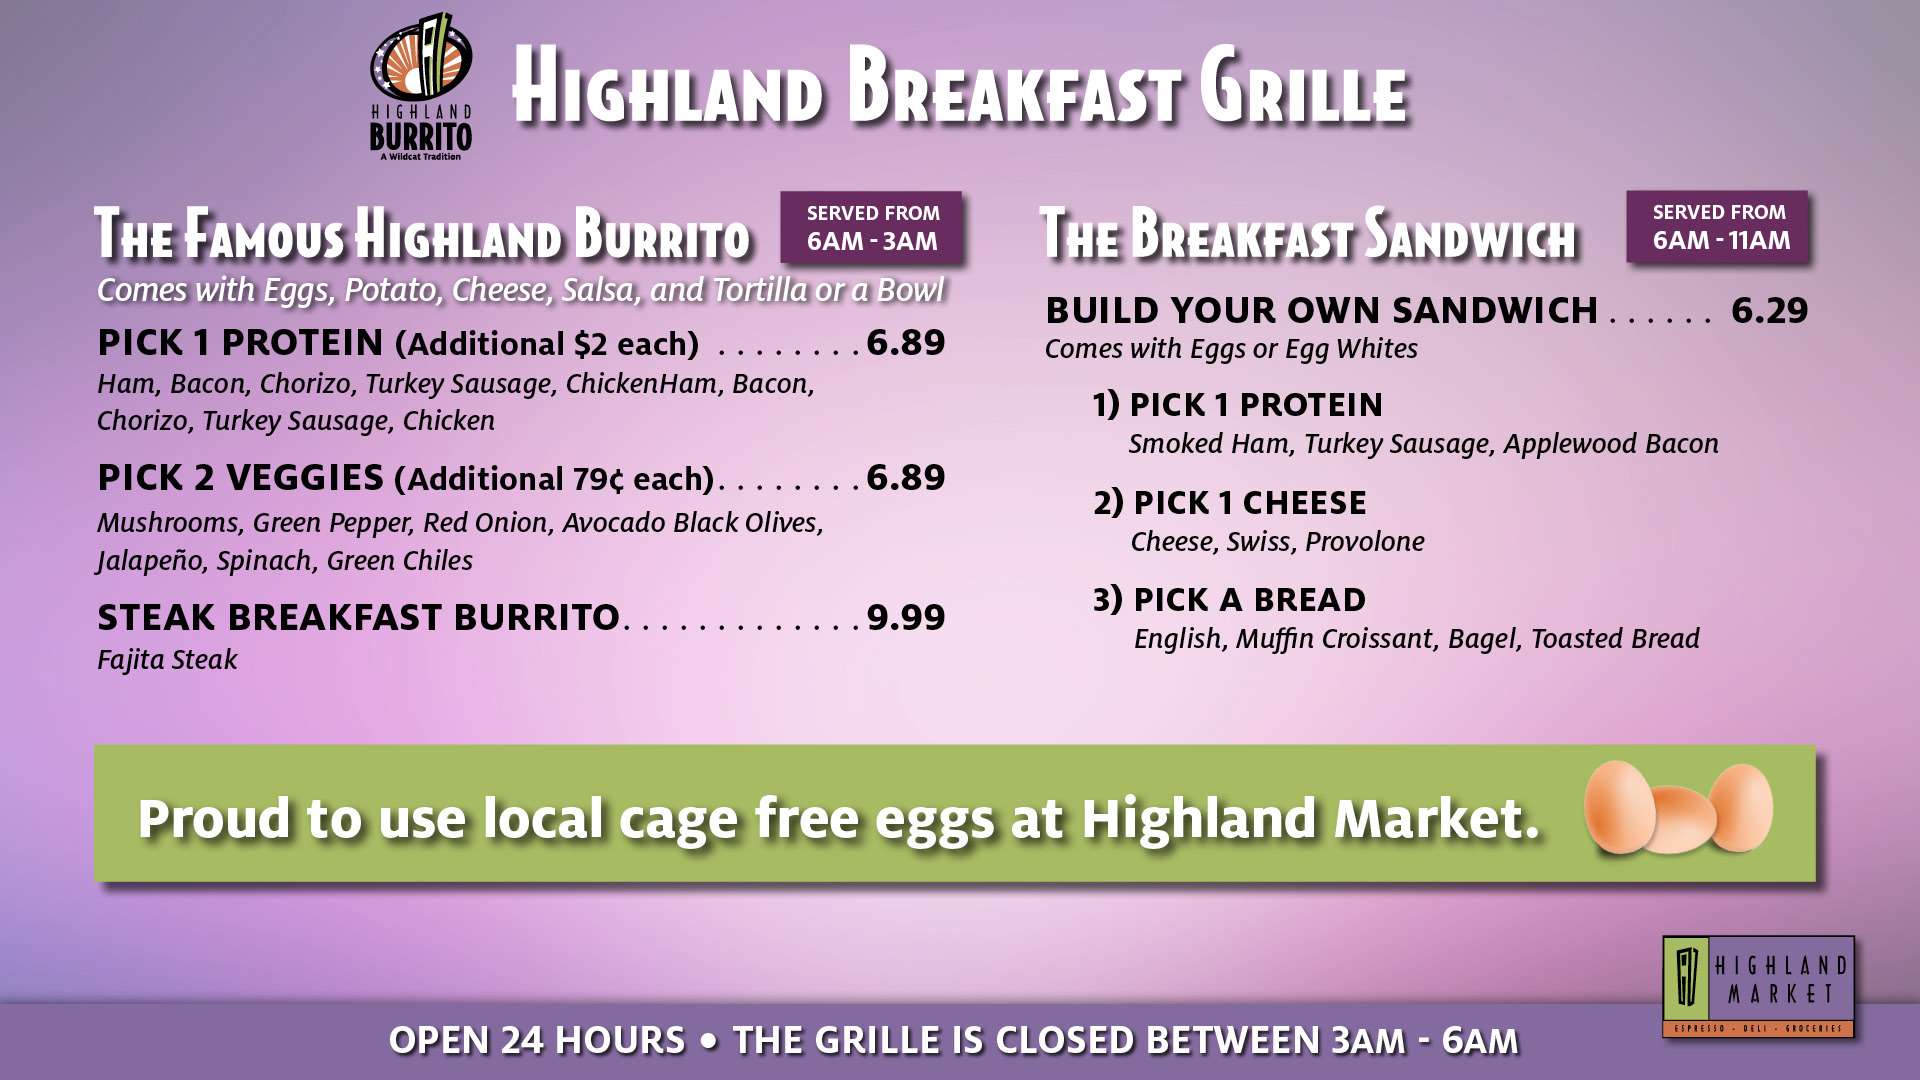 HIGHLAND
BURRITO
A Wildcat Tradition
HIGHLAND BREAKFAST GRILLE
THE FAMOUS HIGHLAND BURRITO
SERVED FROM
6AM - 3AM
Comes with Eggs, Potato, Cheese, Salsa, and Tortilla or a Bowl
PICK 1 PROTEIN (Additional $2 each) . . . . . . . . 6.89
Ham, Bacon, Chorizo, Turkey Sausage, ChickenHam, Bacon,
Chorizo, Turkey Sausage, Chicken
PICK 2 VEGGIES (Additional 79¢ each). . . . . . . . 6.89
Mushrooms, Green Pepper, Red Onion, Avocado Black Olives,
Jalapeño, Spinach, Green Chiles
STEAK BREAKFAST BURRITO. . . . . . . . . . . . . 9.99
Fajita Steak
THE BREAKFAST SANDWICH
SERVED FROM
6AM - 11AM
BUILD YOUR OWN SANDWICH . . . . . . 6.29
Comes with Eggs or Egg Whites
1) PICK 1 PROTEIN
Smoked Ham, Turkey Sausage, Applewood Bacon
2) PICK 1 CHEESE
Cheese, Swiss, Provolone
3) PICK A BREAD
English, Muffin Croissant, Bagel, Toasted Bread
Proud to use local cage free eggs at Highland Market.
HIGHLAND
MARKET
ESPRESSO - DELI - GROCERIES
OPEN 24 HOURS • THE GRILLE IS CLOSED BETWEEN 3AM - 6AM